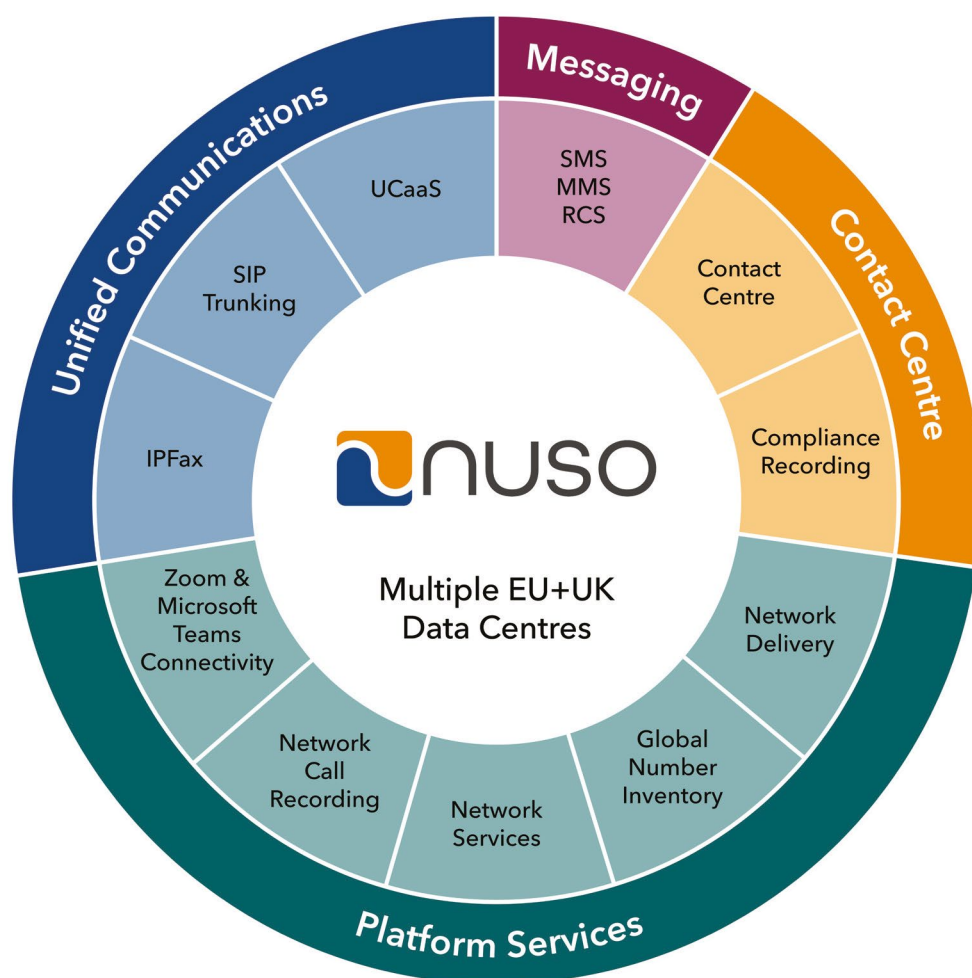 Unified Communications
Messaging
Contact Centre
Platform Services
UCaaS
SIP
Trunking
IPFax
SMS
MMS
RCS
Contact
Centre
Compliance
Recording
Network
Delivery
Global
Number
Inventory
Network
Services
Network
Call
Recording
Zoom &
Microsoft
Teams
Connectivity
nuso
Multiple EU+UK
Data Centres